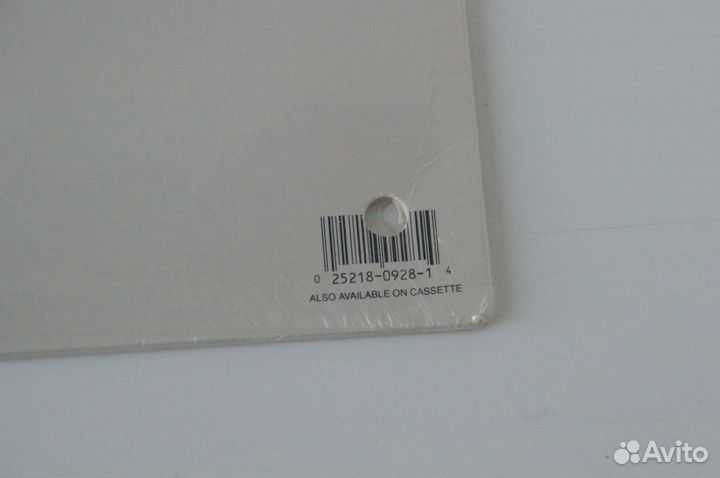 0 25218-0928-1 4
ALSO AVAILABLE ON CASSETTE
Avito